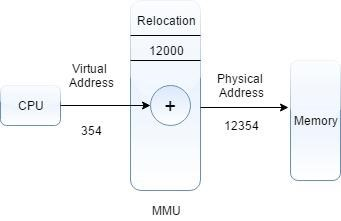 Relocation
12000
Virtual
Address
Physical
Address
CPU
+
354
12354
Memory
MMU